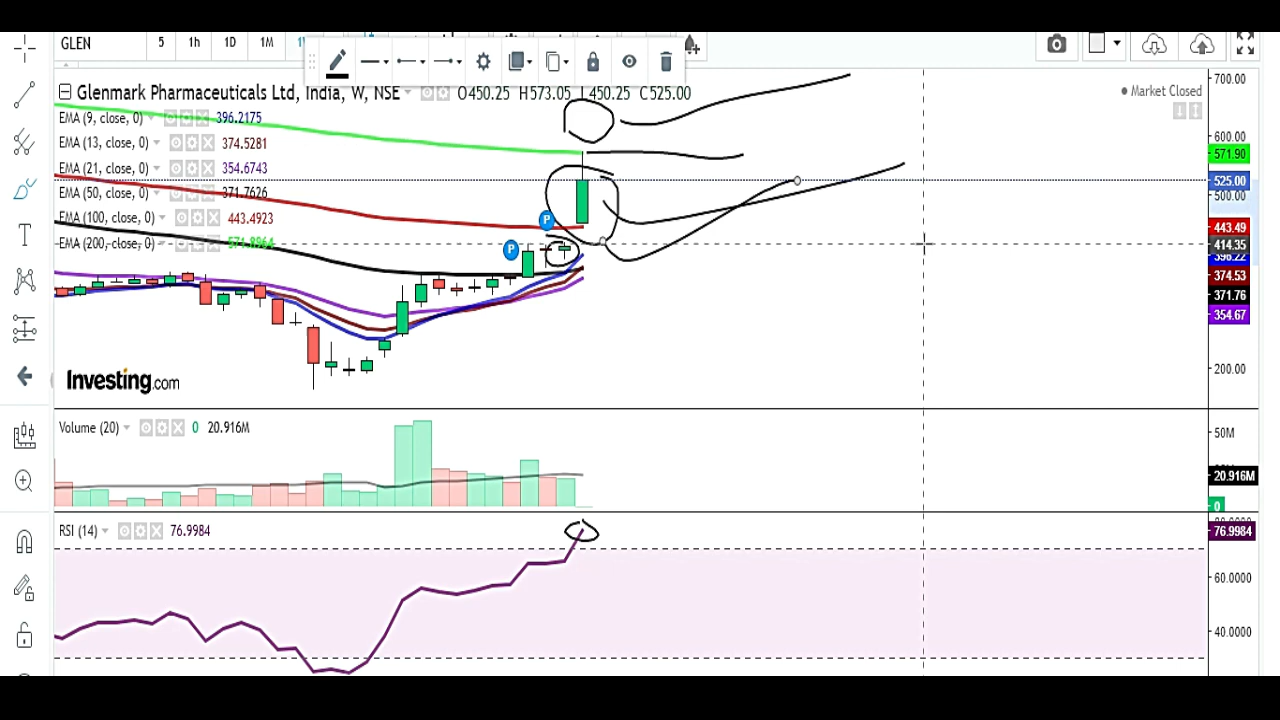 GLEN 5 1h 1D 1M
Glenmark Pharmaceuticals Ltd, India, W, NSE O450.25 H573.05 L450.25 C525.00
EMA (9, close, 0) 396.2175
EMA (13, close, 0) 374.5281
EMA (21, close, 0) 354.6743
EMA (50, close, 0) 371.7626
EMA (100, close, 0) 443.4923
EMA (200, close, 0) 571.8964
Market Closed
P
P
700.00
600.00
571.90
525.00
500.00
443.49
414.35
396.22
374.53
371.76
354.67
200.00
Investing.com
Volume (20) 0 20.916M
50M
20.916M
0
RSI (14) 76.9984
76.9984
60.0000
40.0000